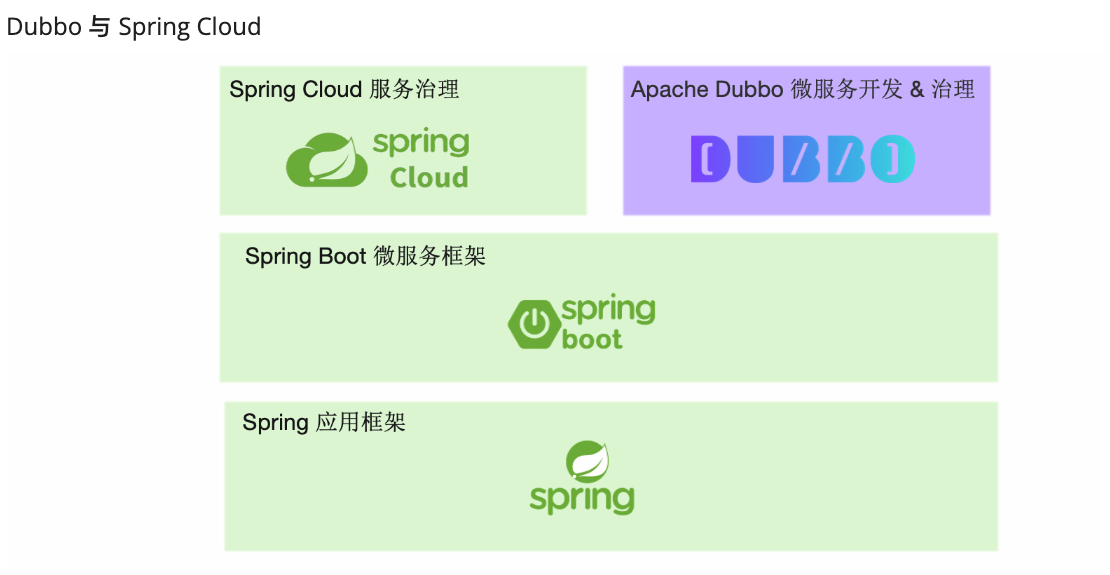 Dubbo 与 Spring Cloud
Spring Cloud 服务治理
spring
Cloud
Apache Dubbo 微服务开发 & 治理
DUBBO
Spring Boot 微服务框架
spring
boot
Spring 应用框架
spring